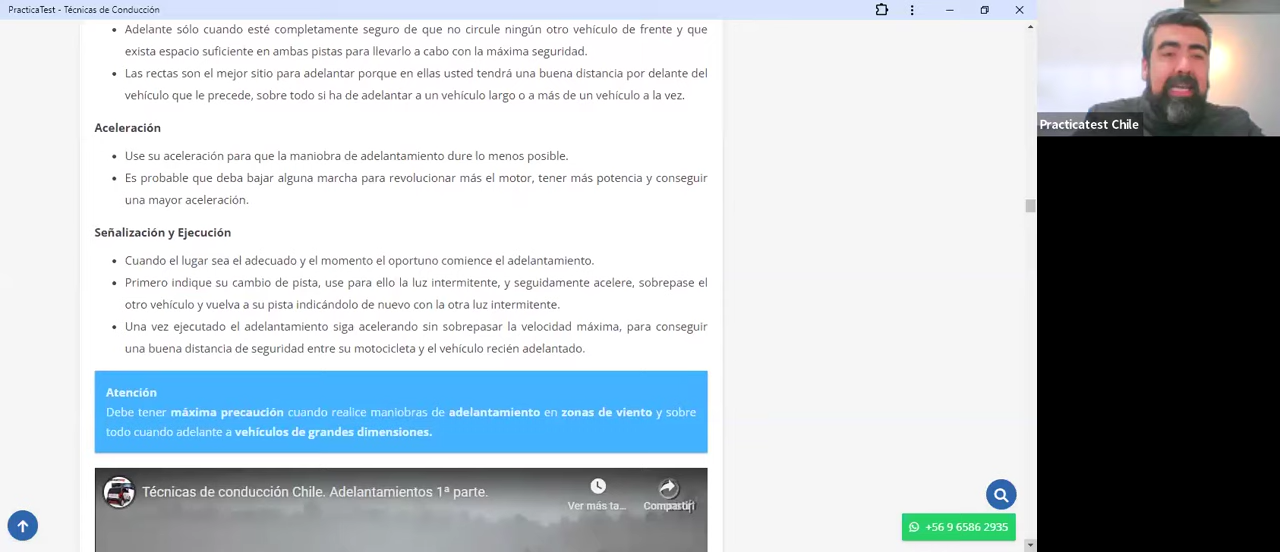 PracticaTest - Técnicas de Conducción
Adelante sólo cuando esté completamente seguro de que no circule ningún otro vehículo de frente y que
exista espacio suficiente en ambas pistas para llevarlo a cabo con la máxima seguridad.
Las rectas son el mejor sitio para adelantar porque en ellas usted tendrá una buena distancia por delante del
vehículo que le precede, sobre todo si ha de adelantar a un vehículo largo o a más de un vehículo a la vez.
Aceleración
Use su aceleración para que la maniobra de adelantamiento dure lo menos posible.
Es probable que deba bajar alguna marcha para revolucionar más el motor, tener más potencia y conseguir
una mayor aceleración.
Señalización y Ejecución
Cuando el lugar sea el adecuado y el momento el oportuno comience el adelantamiento.
Primero indique su cambio de pista, use para ello la luz intermitente, y seguidamente acelere, sobrepase el
otro vehículo y vuelva a su pista indicándolo de nuevo con la otra luz intermitente.
Una vez ejecutado el adelantamiento siga acelerando sin sobrepasar la velocidad máxima, para conseguir
una buena distancia de seguridad entre su motocicleta y el vehículo recién adelantado.
Atención
Debe tener máxima precaución cuando realice maniobras de adelantamiento en zonas de viento y sobre
todo cuando adelante a vehículos de grandes dimensiones.
Técnicas de conducción Chile. Adelantamientos 1ª parte.
Ver más ta...
Compartir
+56 9 6586 2935
Practicatest Chile